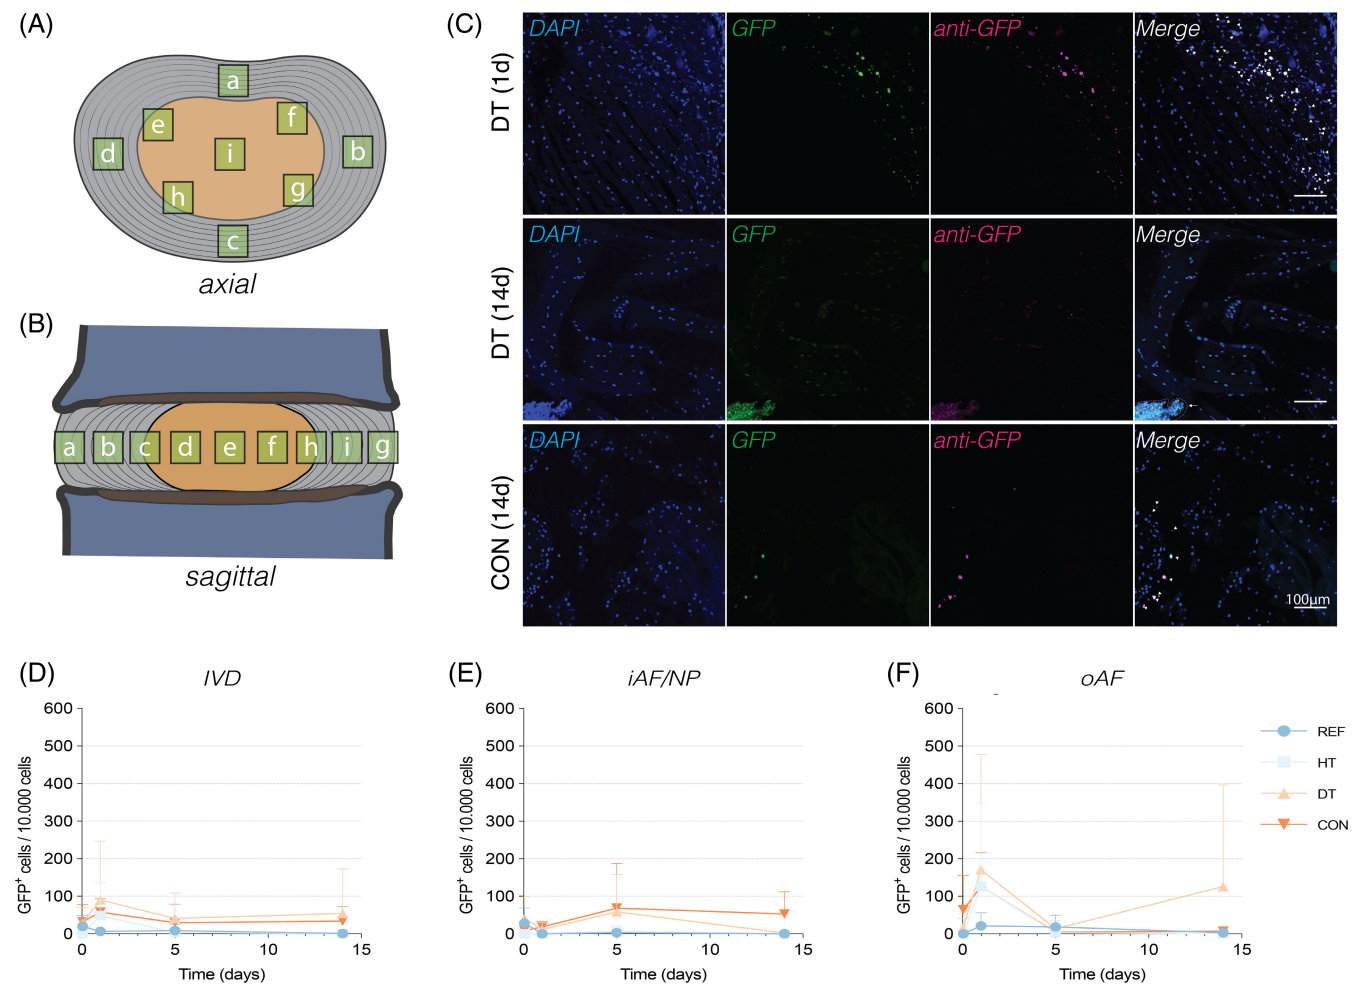 (A)
a
e
f
d
i
b
h
g
c
axial
(B)
a b c d e f h i g
sagittal
(C)
DT (1d)
DAPI GFP anti-GFP Merge
DT (14d)
DAPI GFP anti-GFP Merge
CON (14d)
DAPI GFP anti-GFP Merge
100µm
(D) IVD
GFP+ cells / 10.000 cells
600
500
400
300
200
100
0
0 5 10 15
Time (days)
(E) iAF/NP
GFP+ cells / 10.000 cells
600
500
400
300
200
100
0
0 5 10 15
Time (days)
(F) oAF
GFP+ cells / 10.000 cells
600
500
400
300
200
100
0
0 5 10 15
Time (days)
REF
HT
DT
CON